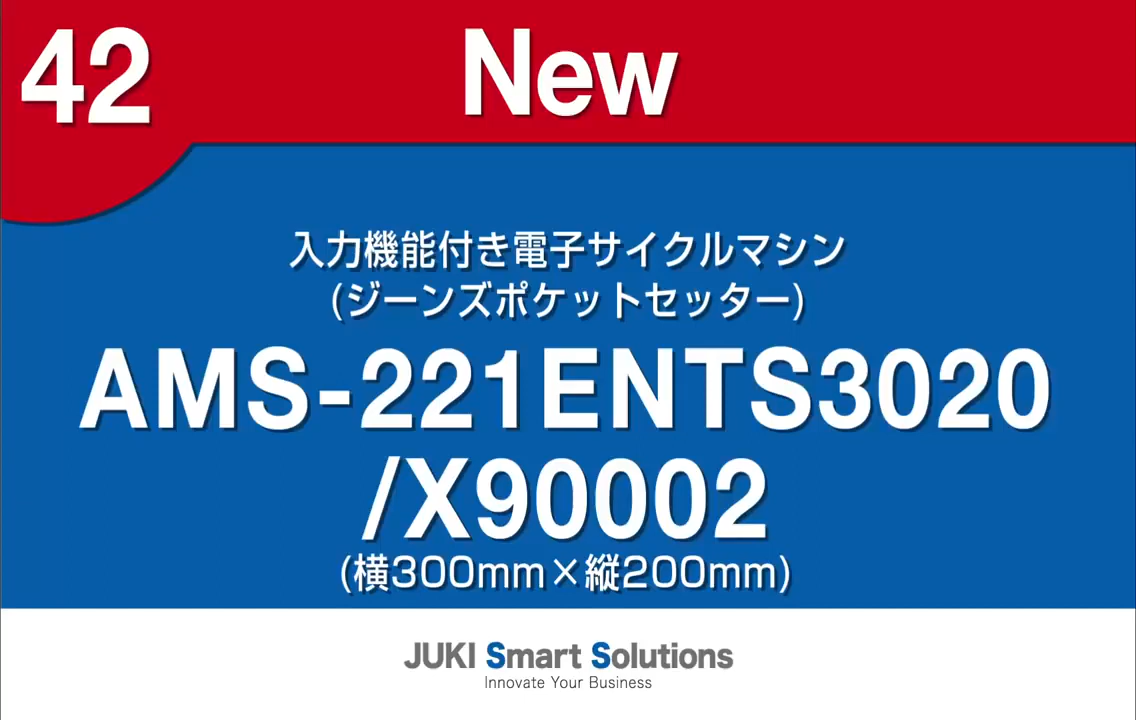 42
New
入力機能付き電子サイクルマシン
(ジーンズポケットセッター)
AMS-221ENTS3020
/X90002
(横300mm×縦200mm)
JUKI Smart Solutions
Innovate Your Business